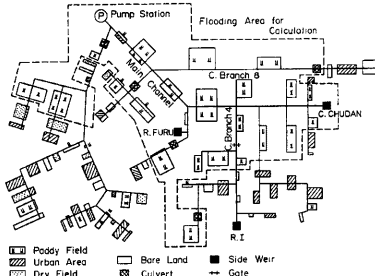 P Pump Station
Flooding Area for
Calculation
Main Channel
C. Branch 8
C. Branch 4
R. FURU
C. CHUDAN
R. I
Paddy Field
Bare Land
Side Weir
Urban Area
Culvert
Gate
Dry Field